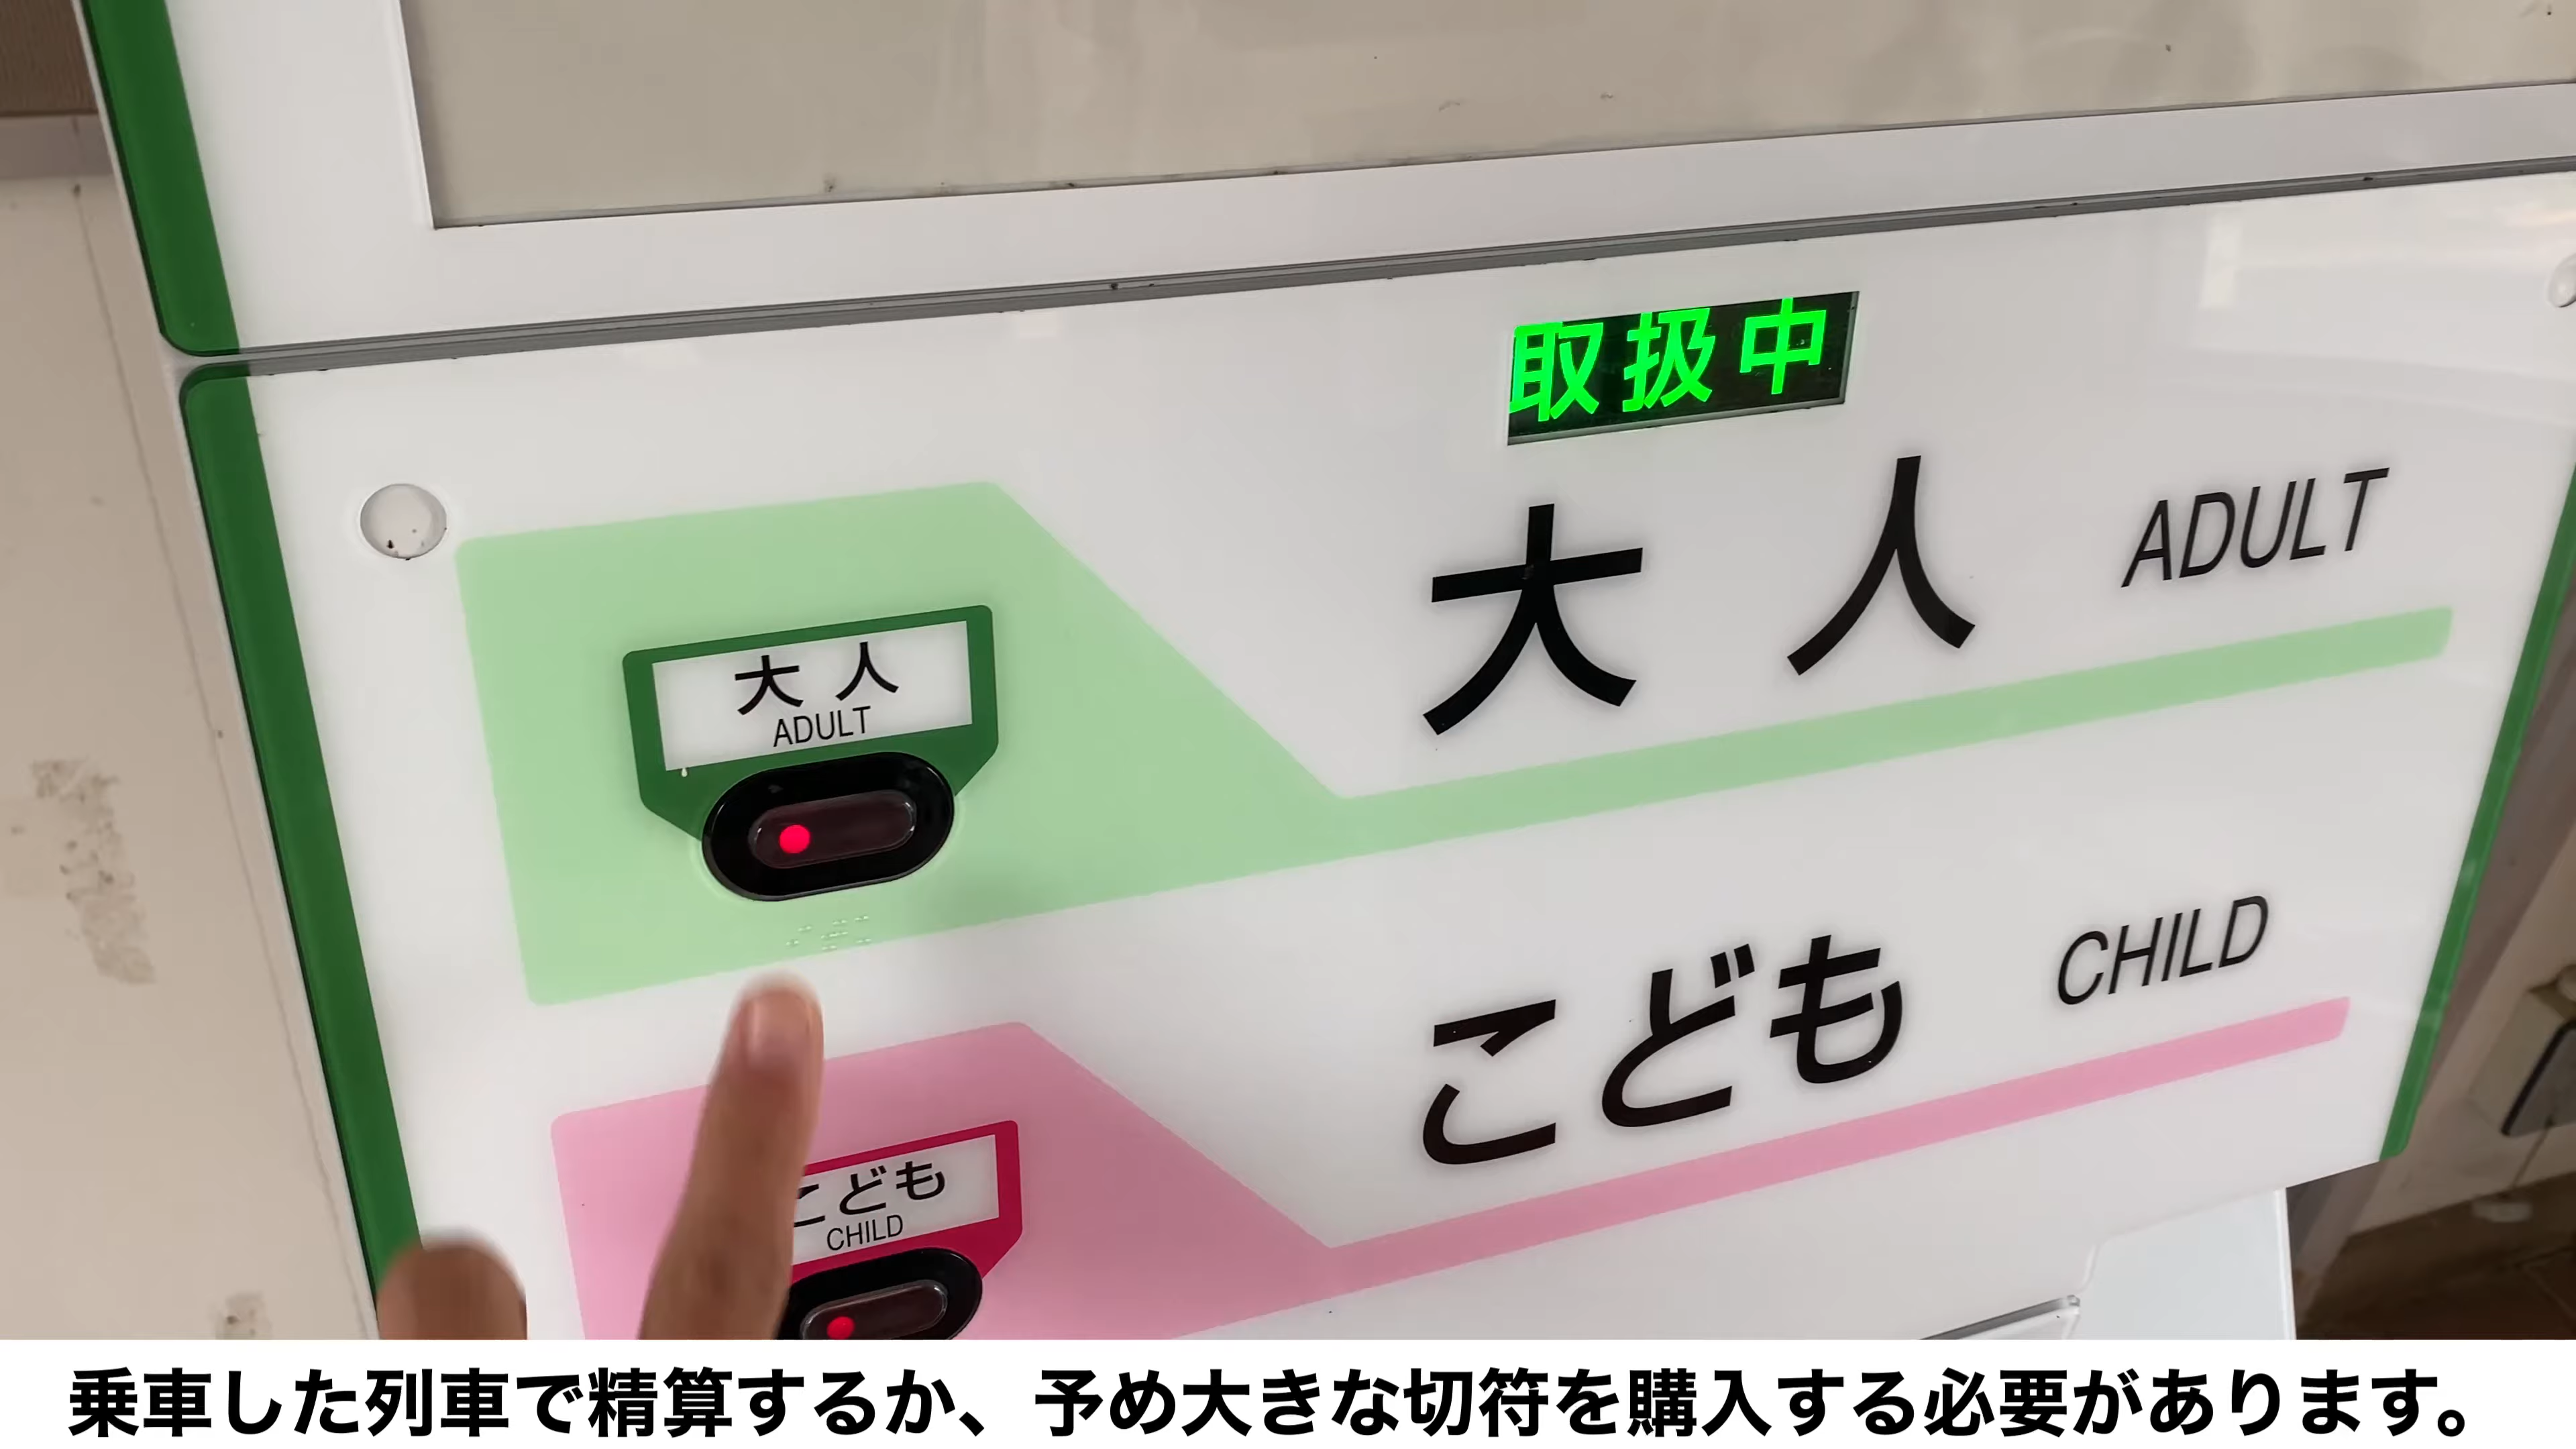 取扱中
大人 ADULT
大人
ADULT
こども CHILD
こども
CHILD
乗車した列車で精算するか、予め大きな切符を購入する必要があります。